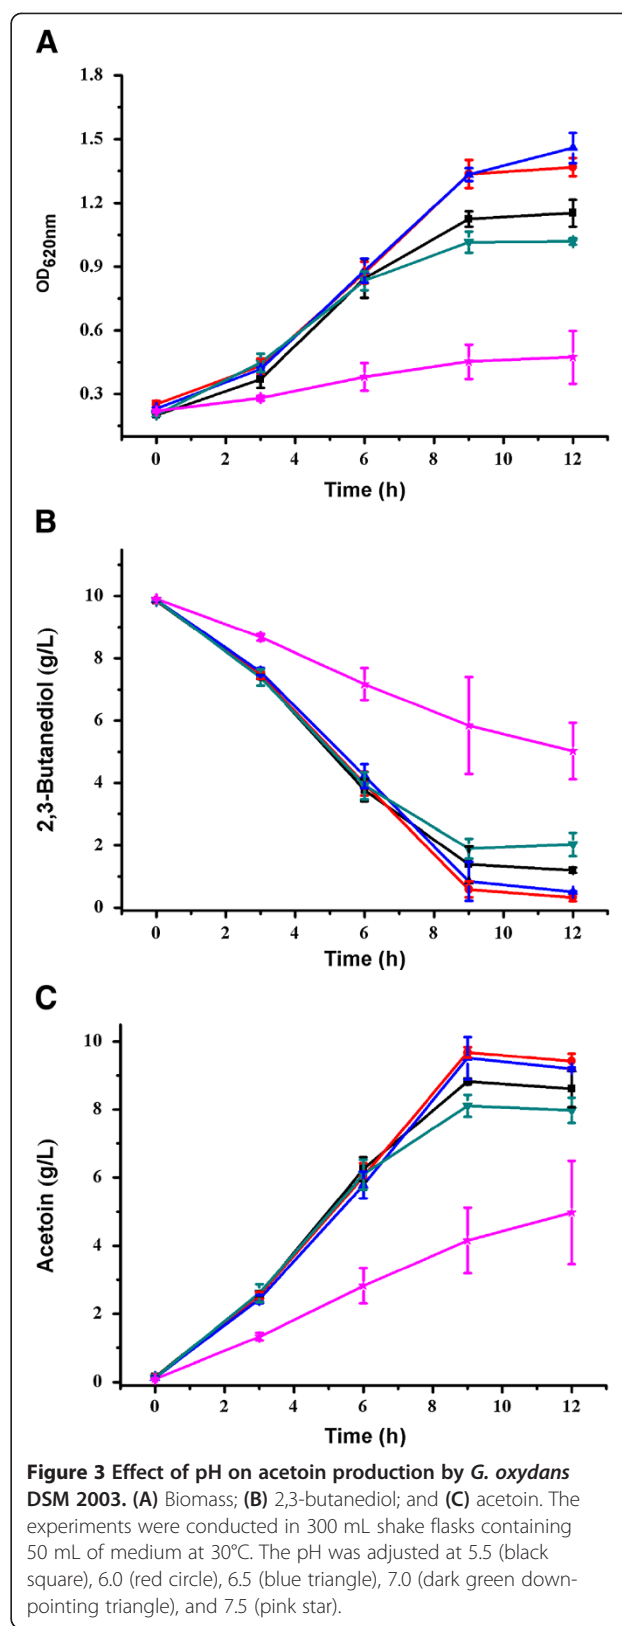 A
1.8
1.5
1.2
0.9
0.6
0.3
OD620nm
0 2 4 6 8 10 12
Time (h)
B
10
8
6
4
2
0
2,3-Butanediol (g/L)
0 2 4 6 8 10 12
Time (h)
C
10
8
6
4
2
0
Acetoin (g/L)
0 2 4 6 8 10 12
Time (h)
Figure 3 Effect of pH on acetoin production by G. oxydans
DSM 2003. (A) Biomass; (B) 2,3-butanediol; and (C) acetoin. The
experiments were conducted in 300 mL shake flasks containing
50 mL of medium at 30°C. The pH was adjusted at 5.5 (black
square), 6.0 (red circle), 6.5 (blue triangle), 7.0 (dark green down-
pointing triangle), and 7.5 (pink star).